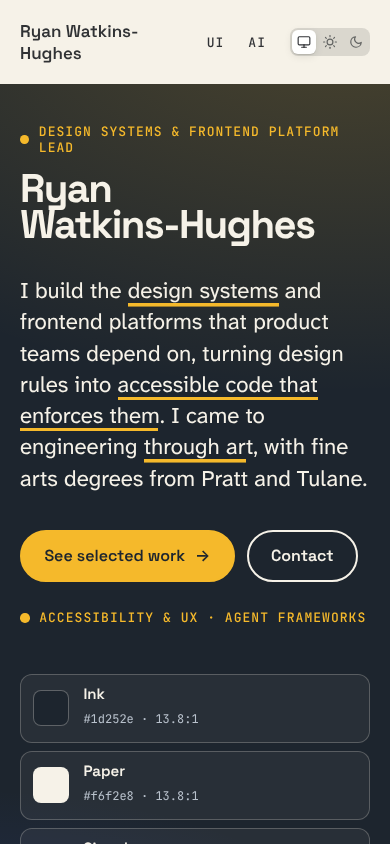 Ryan Watkins-
Hughes
UI AI
DESIGN SYSTEMS & FRONTEND PLATFORM
LEAD
Ryan
Watkins-Hughes
I build the design systems and
frontend platforms that product
teams depend on, turning design
rules into accessible code that
enforces them. I came to
engineering through art, with fine
arts degrees from Pratt and Tulane.
See selected work → Contact
ACCESSIBILITY & UX · AGENT FRAMEWORKS
Ink
#1d252e · 13.8:1
Paper
#f6f2e8 · 13.8:1